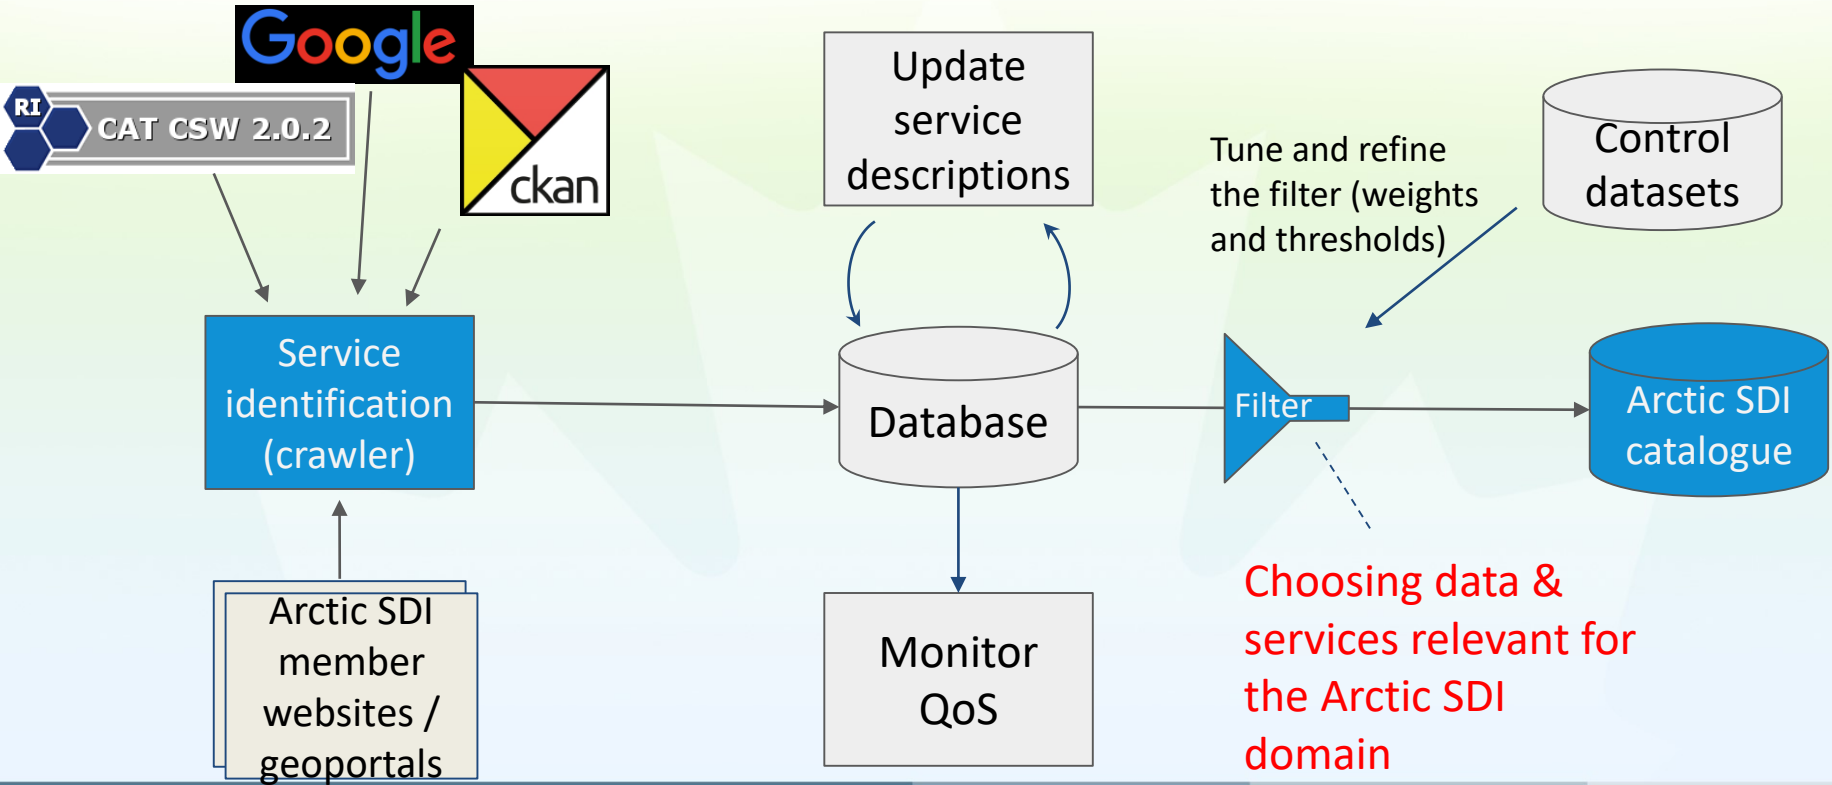 Google
RI
CAT CSW 2.0.2
ckan
Update
service
descriptions
Tune and refine
the filter (weights
and thresholds)
Control
datasets
Service
identification
(crawler)
Database
Filter
Arctic SDI
catalogue
Arctic SDI
member
websites /
geoportals
Monitor
QoS
Choosing data &
services relevant for
the Arctic SDI
domain